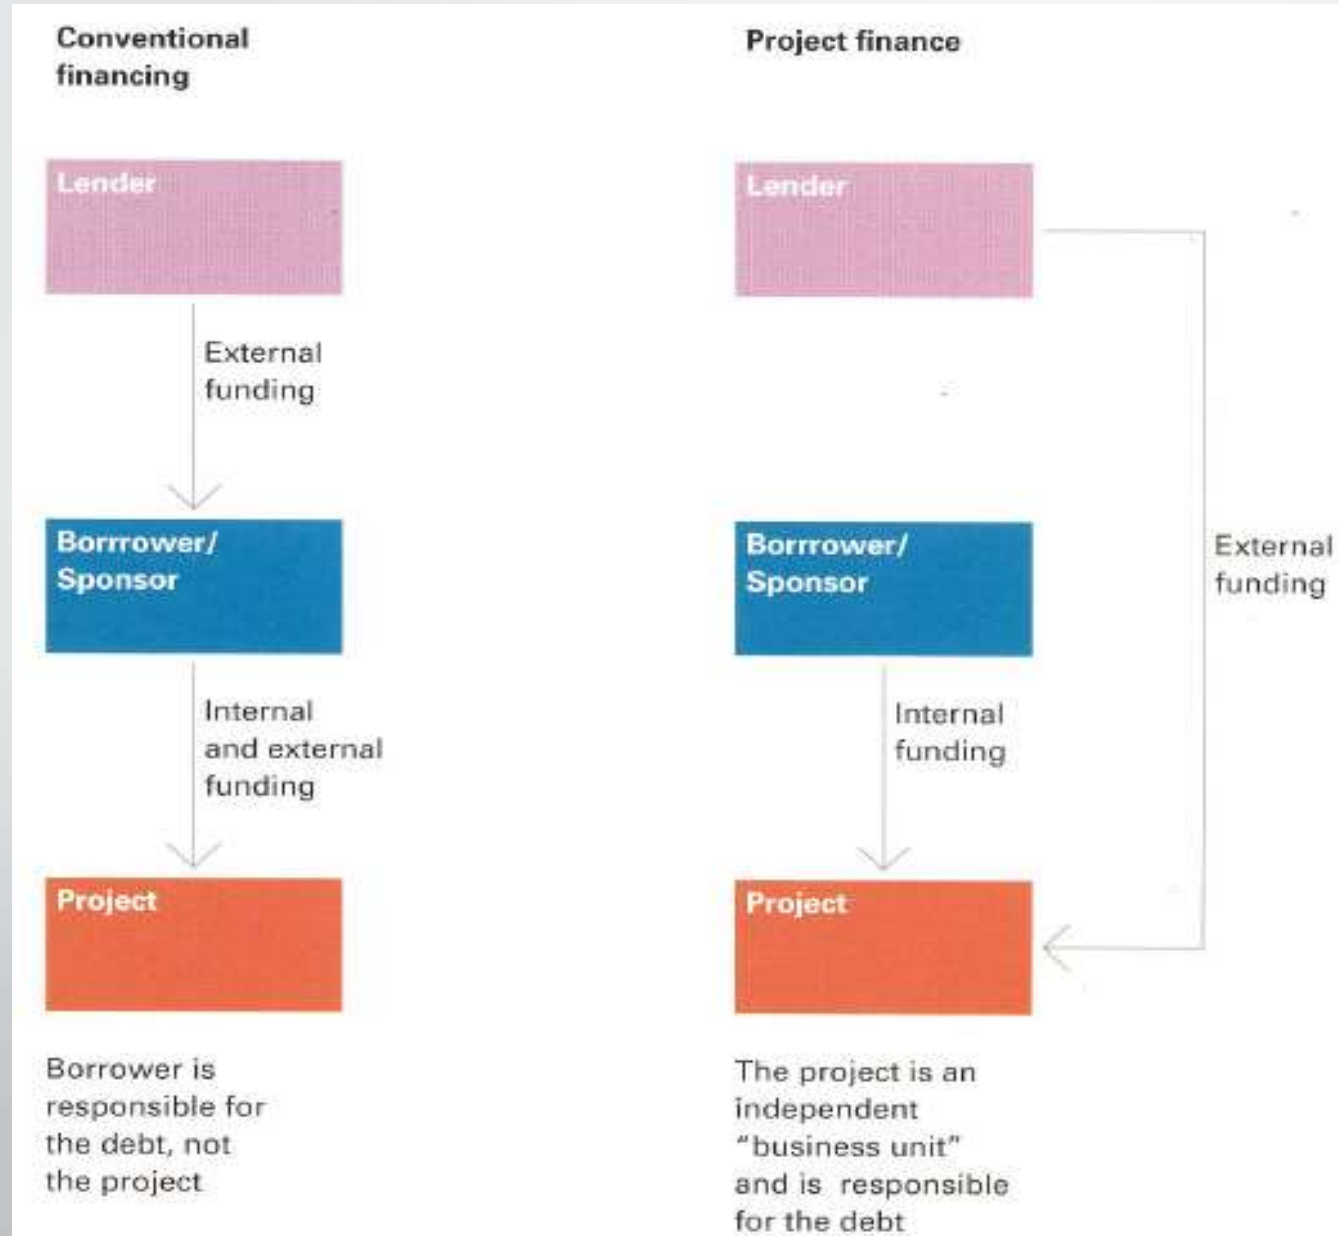 Conventional
financing
Lender
External
funding
Borrrower/
Sponsor
Internal
and external
funding
Project
Borrower is
responsible for
the debt, not
the project
Project finance
Lender
Borrrower/
Sponsor
External
funding
Internal
funding
Project
The project is an
independent
"business unit"
and is responsible
for the debt